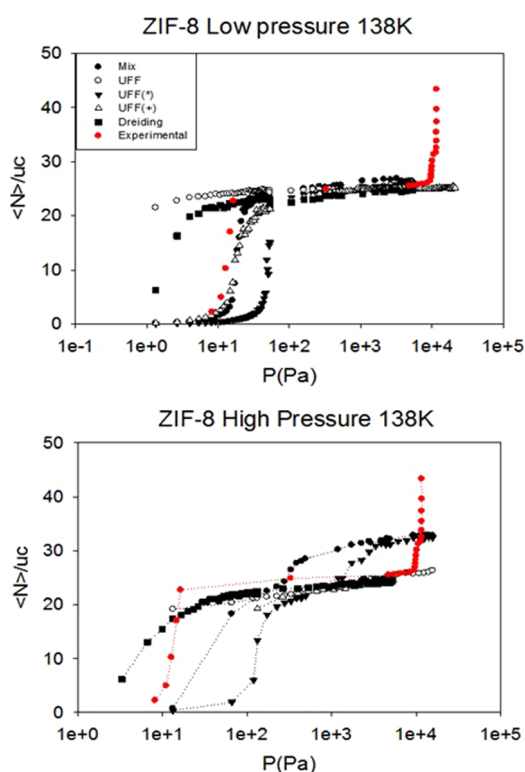 ZIF-8 Low pressure 138K
<N>/uc
50
40
30
20
10
0
Mix
UFF
UFF(*)
UFF(+)
Dreiding
Experimental
1e-1 1e+0 1e+1 1e+2 1e+3 1e+4 1e+5
P(Pa)
ZIF-8 High Pressure 138K
<N>/uc
50
40
30
20
10
0
1e+0 1e+1 1e+2 1e+3 1e+4 1e+5
P(Pa)